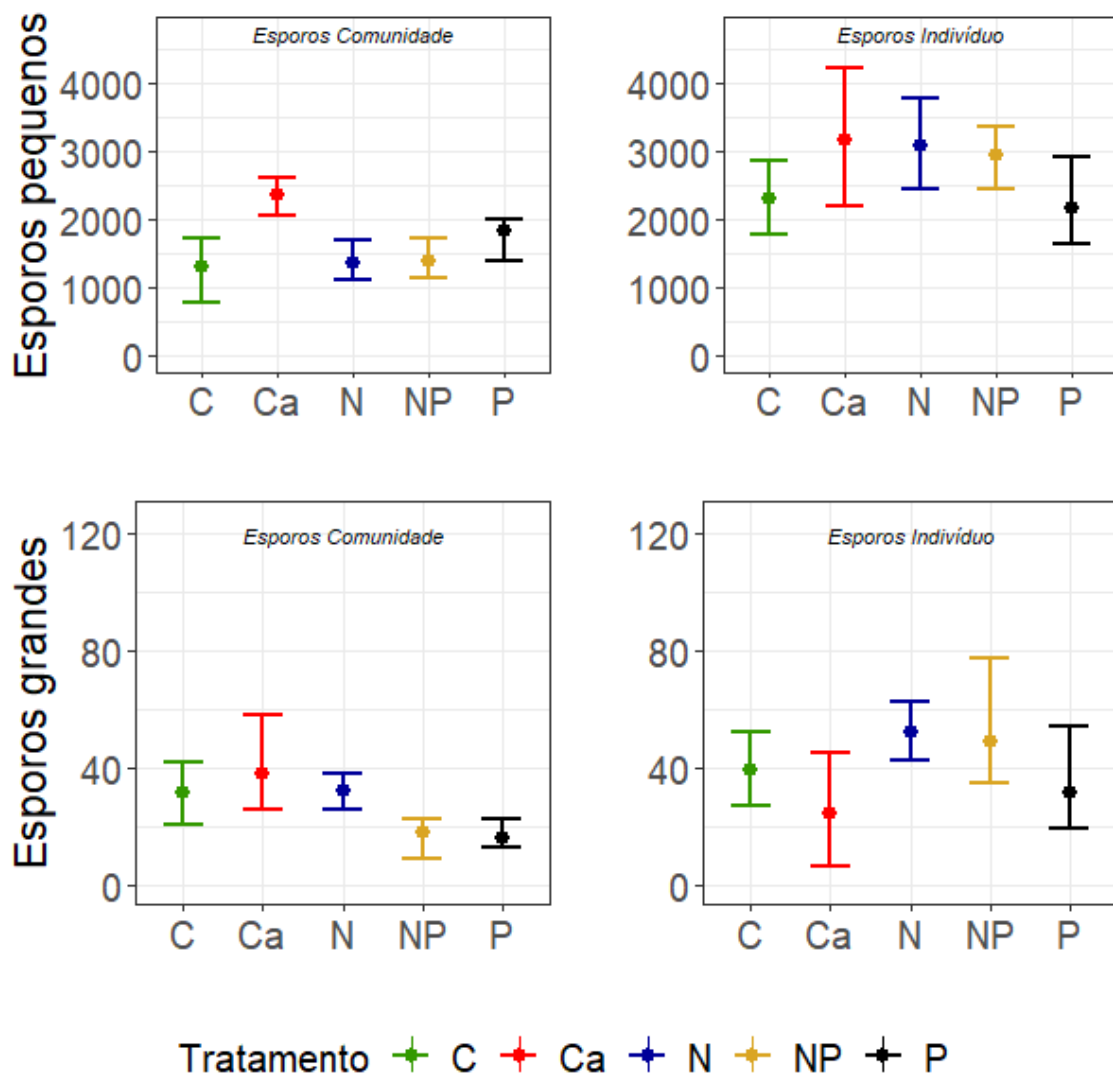 Esporos pequenos
Esporos Comunidade
4000
3000
2000
1000
0
C Ca N NP P
Esporos Indivíduo
4000
3000
2000
1000
0
C Ca N NP P
Esporos grandes
Esporos Comunidade
120
80
40
0
C Ca N NP P
Esporos Indivíduo
120
80
40
0
C Ca N NP P
Tratamento C Ca N NP P